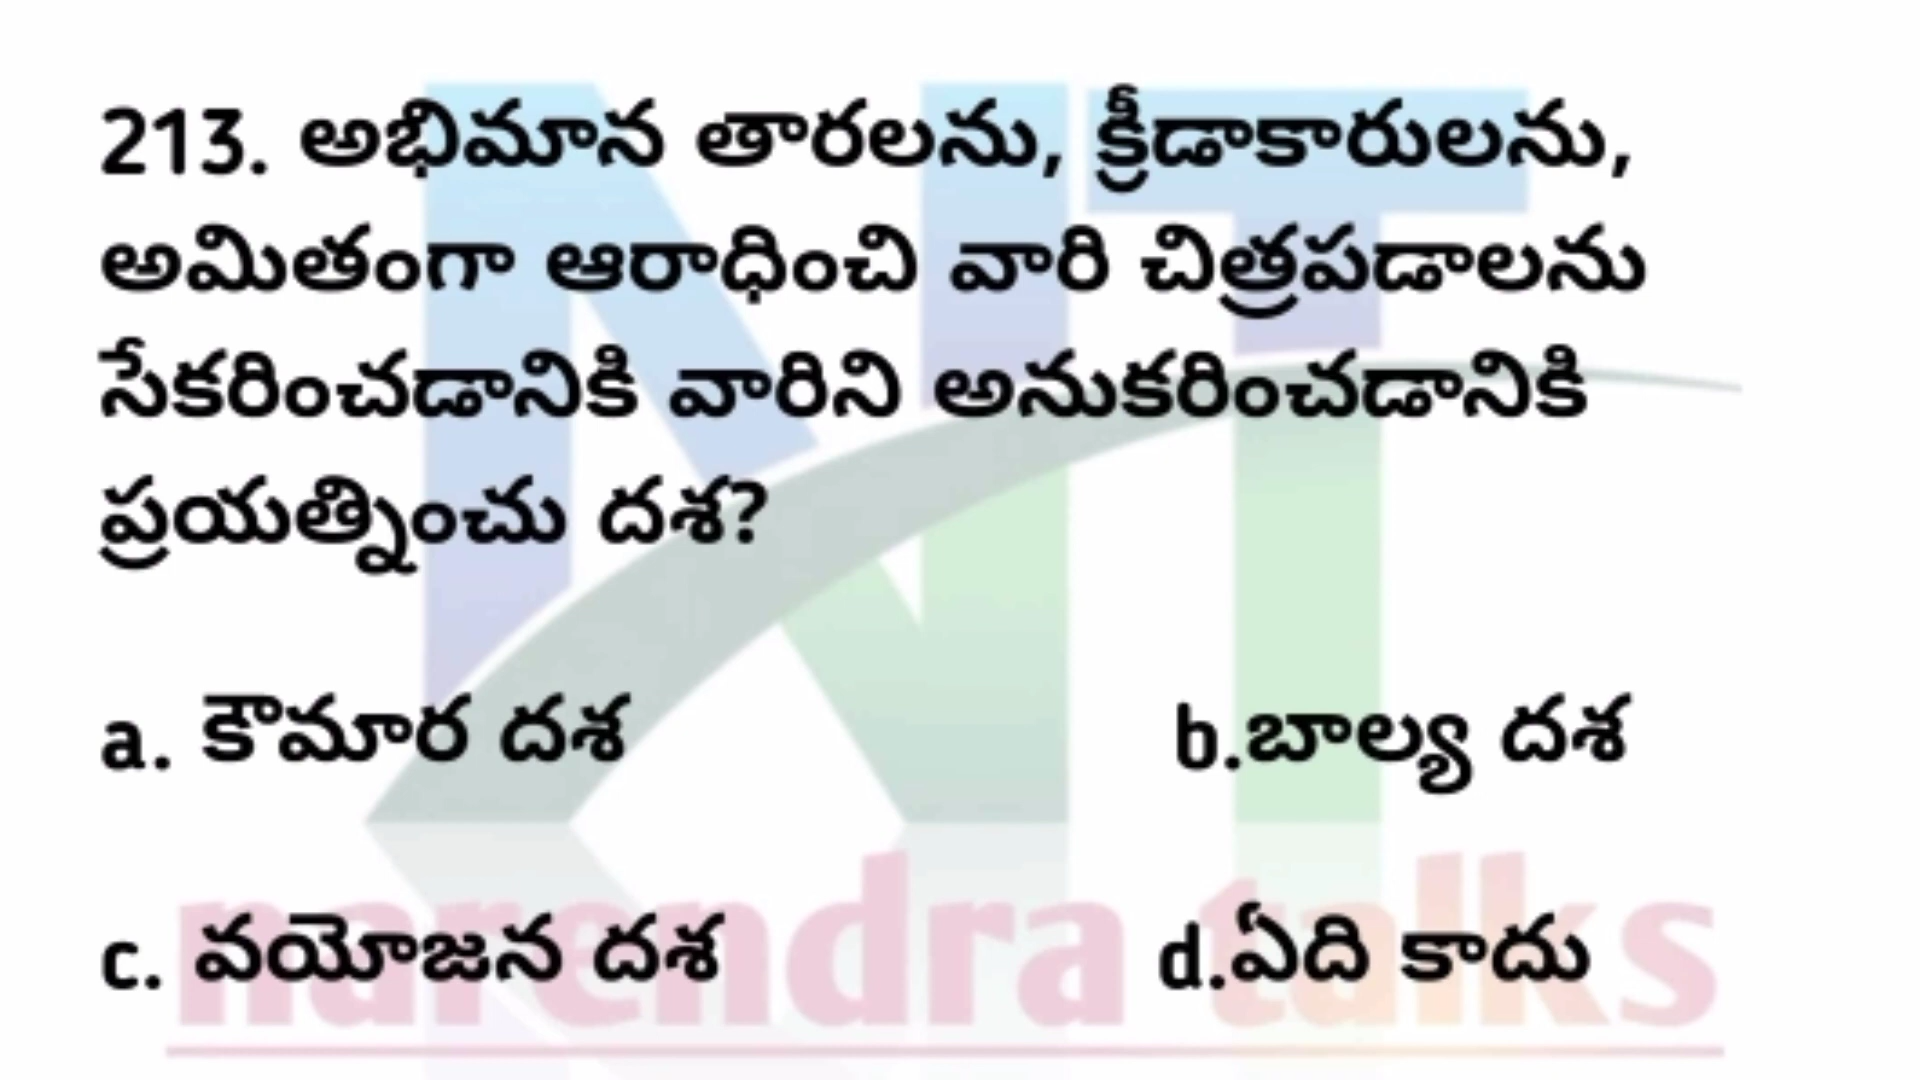 213. అభిమాన తారలను, క్రీడాకారులను,
అమితంగా ఆరాధించి వారి చిత్రపడాలను
సేకరించడానికి వారిని అనుకరించడానికి
ప్రయత్నించు దశ?
a. కౌమార దశ b.బాల్య దశ
c. వయోజన దశ d.ఏది కాదు
NT
narendra talks